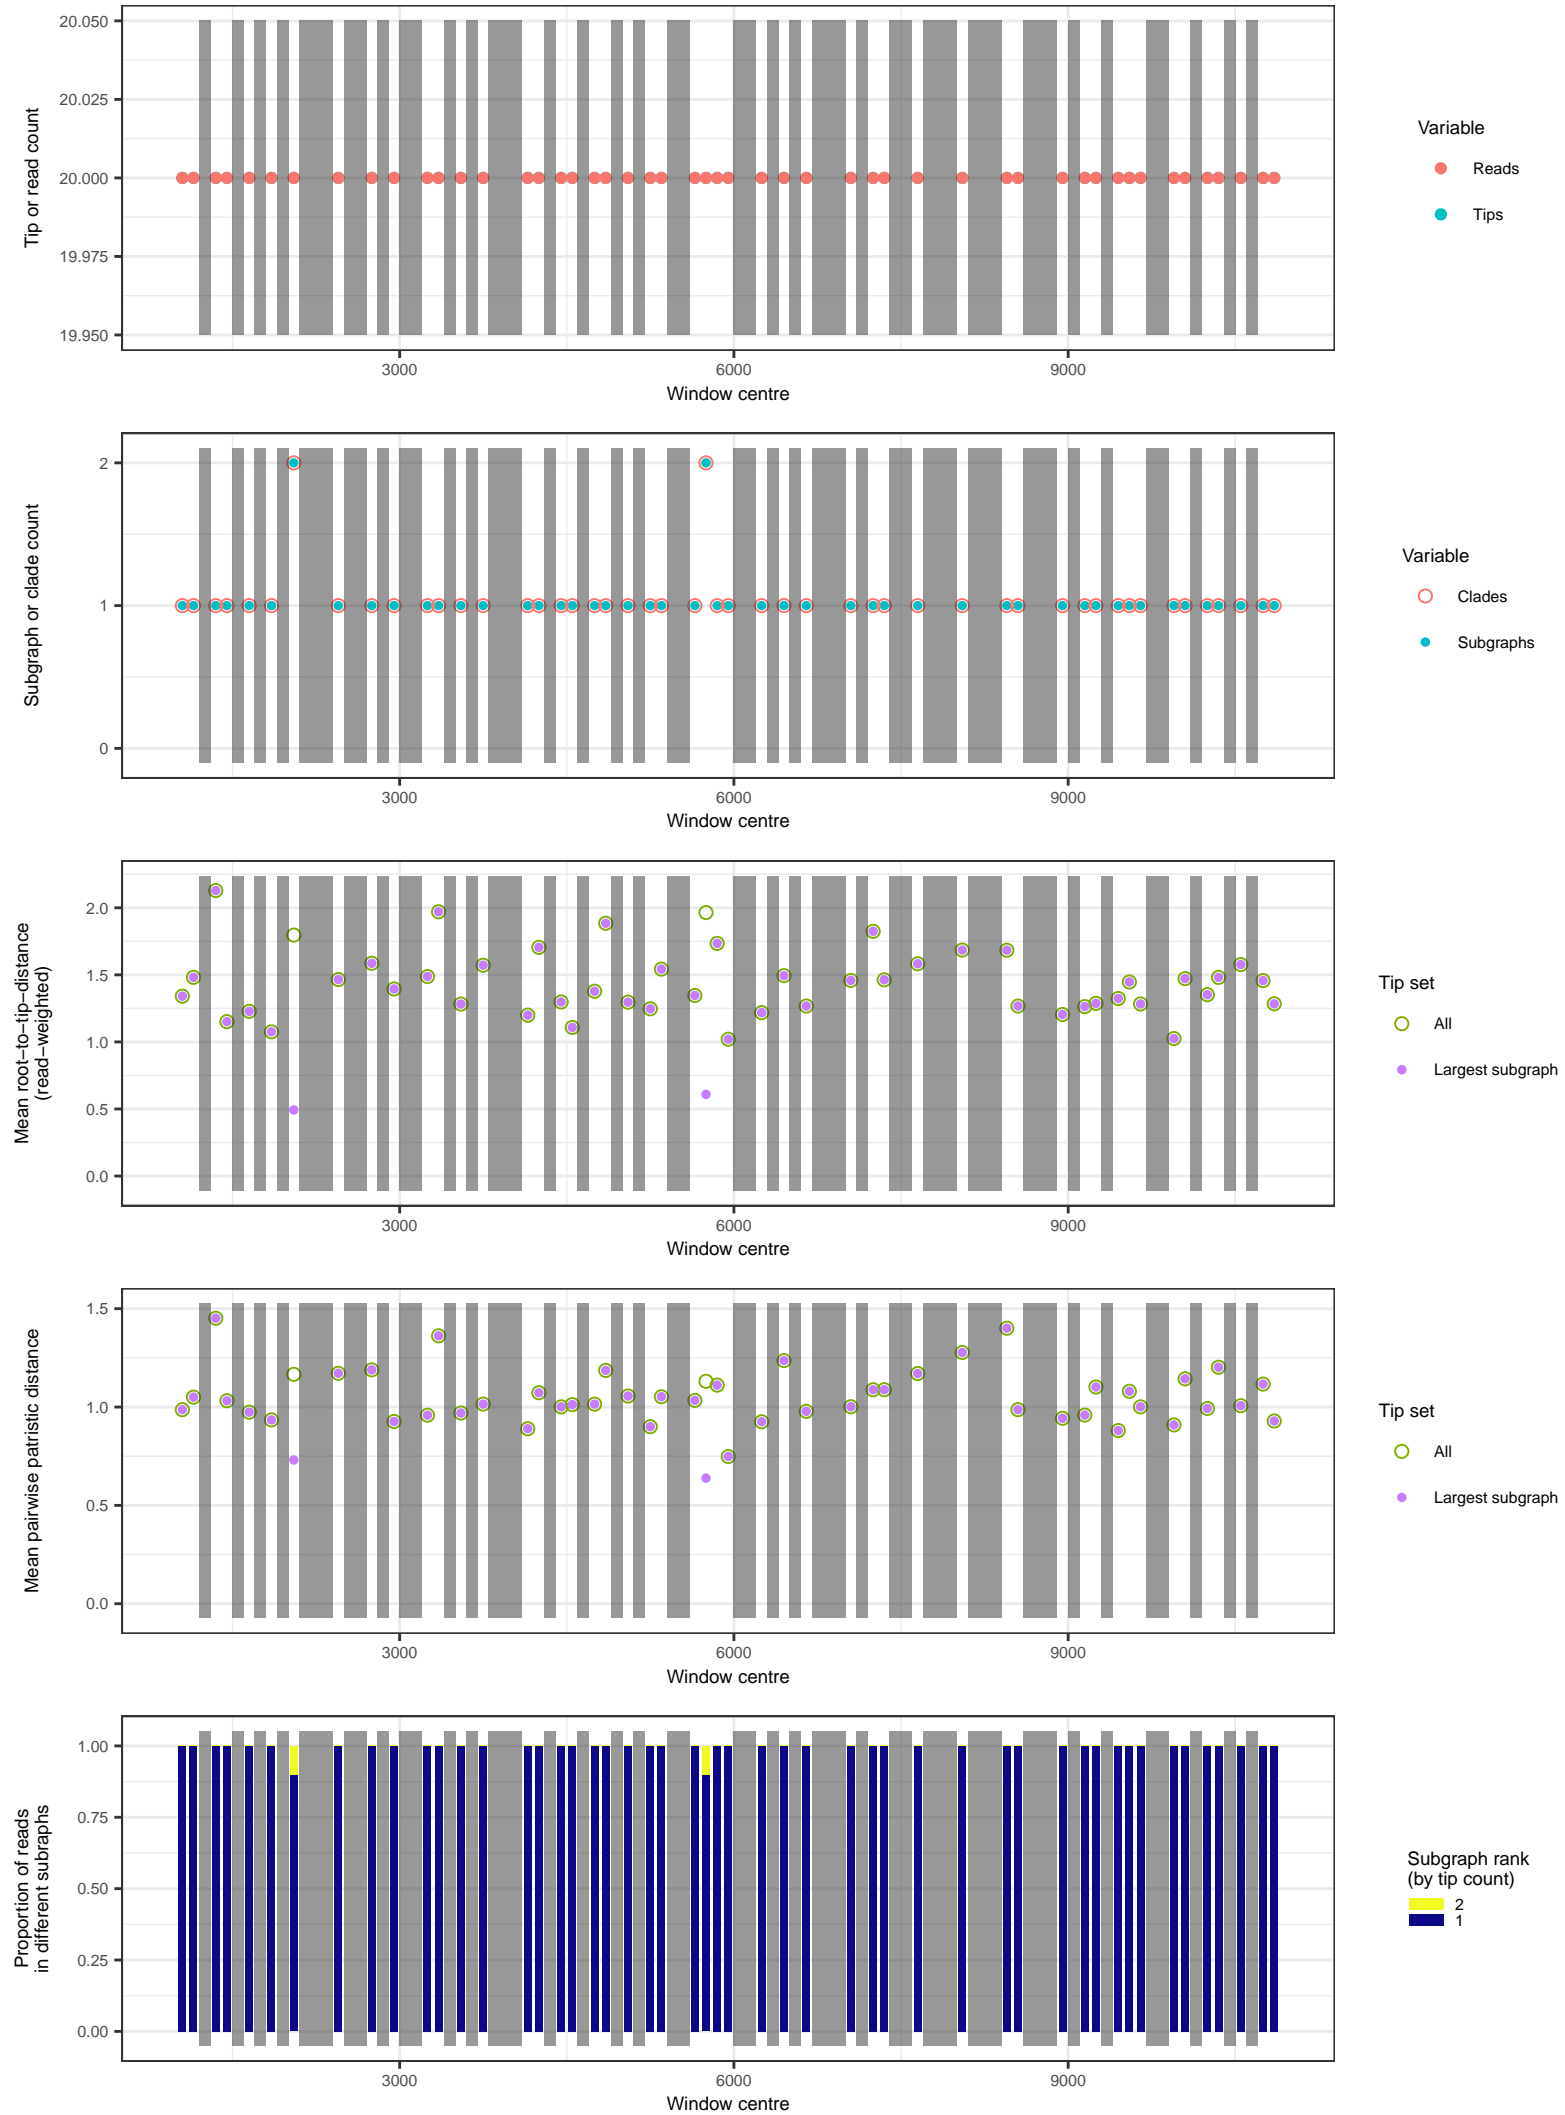 20.050
20.025
20.000
19.975
19.950
Tip or read count
3000
6000
9000
Window centre
Variable
Reads
Tips
2
1
0
Subgraph or clade count
3000
6000
9000
Window centre
Variable
Clades
Subgraphs
2.0
1.5
1.0
0.5
0.0
Mean root−to−tip−distance
(read−weighted)
3000
6000
9000
Window centre
Tip set
All
Largest subgraph
1.5
1.0
0.5
0.0
Mean pairwise patristic distance
3000
6000
9000
Window centre
Tip set
All
Largest subgraph
1.00
0.75
0.50
0.25
0.00
Proportion of reads
in different subraphs
3000
6000
9000
Window centre
Subgraph rank
(by tip count)
2
1